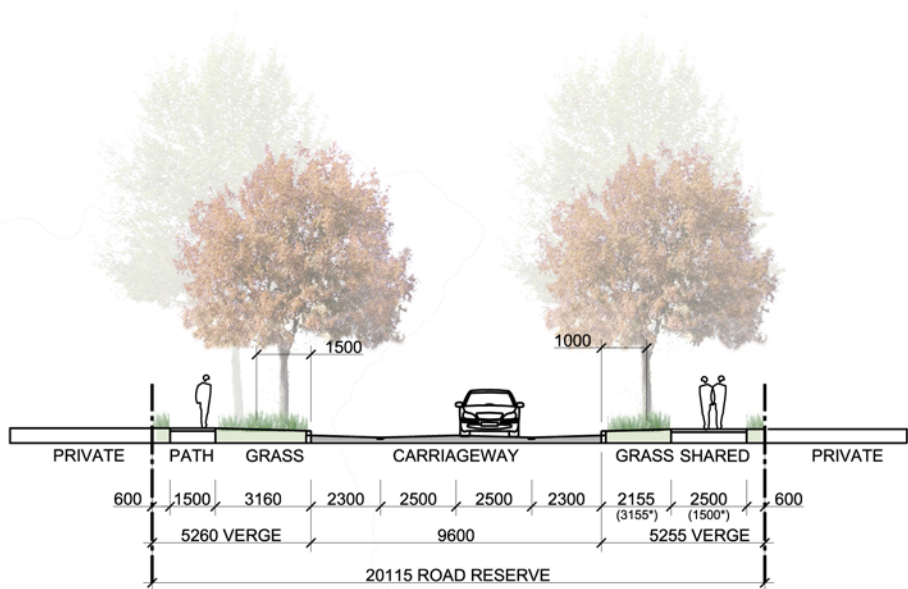 1500
1000
PRIVATE PATH GRASS CARRIAGEWAY GRASS SHARED PRIVATE
600 1500 3160 2300 2500 2500 2300 2155 2500 600
(3155*) (1500*)
5260 VERGE 9600 5255 VERGE
20115 ROAD RESERVE